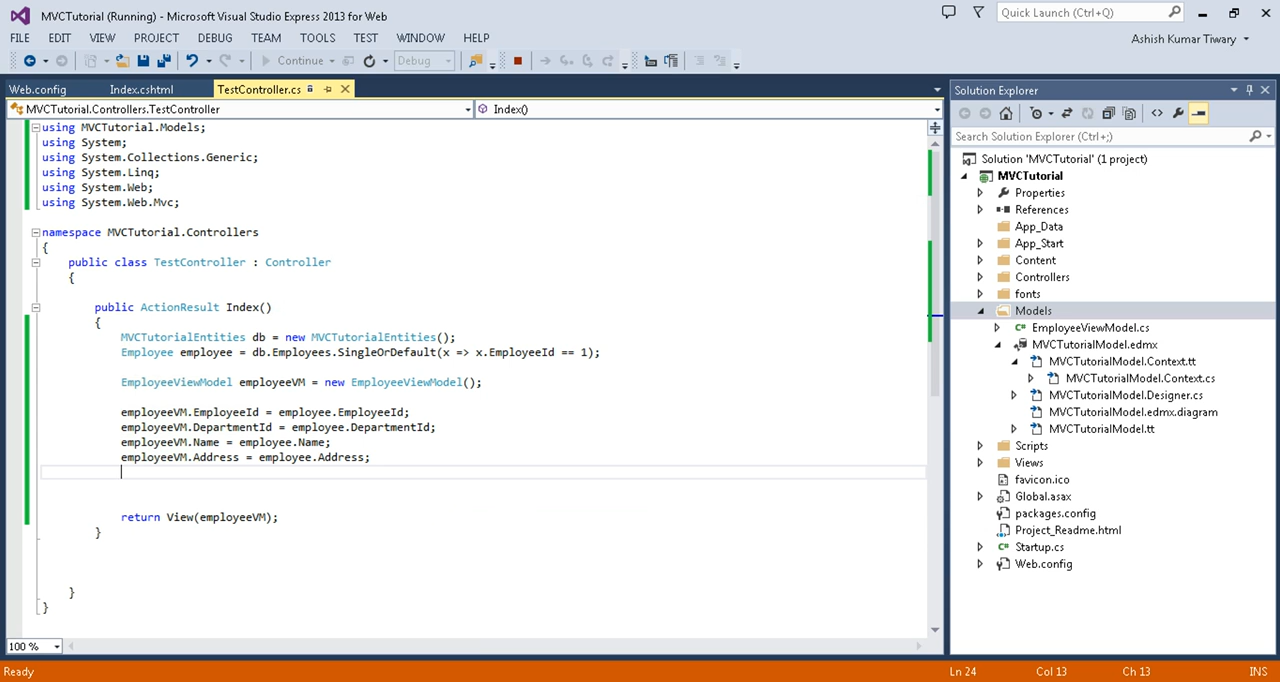 MVCTutorial (Running) - Microsoft Visual Studio Express 2013 for Web
Quick Launch (Ctrl+Q)
FILE EDIT VIEW PROJECT DEBUG TEAM TOOLS TEST WINDOW HELP
Ashish Kumar Tiwary
Continue
Debug
Web.config
Index.cshtml
TestController.cs
MVCTutorial.Controllers.TestController
Index()
using MVCTutorial.Models;
using System;
using System.Collections.Generic;
using System.Linq;
using System.Web;
using System.Web.Mvc;
namespace MVCTutorial.Controllers
{
public class TestController : Controller
{
public ActionResult Index()
{
MVCTutorialEntities db = new MVCTutorialEntities();
Employee employee = db.Employees.SingleOrDefault(x => x.EmployeeId == 1);
EmployeeViewModel employeeVM = new EmployeeViewModel();
employeeVM.EmployeeId = employee.EmployeeId;
employeeVM.DepartmentId = employee.DepartmentId;
employeeVM.Name = employee.Name;
employeeVM.Address = employee.Address;
return View(employeeVM);
}
}
}
100 %
Solution Explorer
Search Solution Explorer (Ctrl+;)
Solution 'MVCTutorial' (1 project)
MVCTutorial
Properties
References
App_Data
App_Start
Content
Controllers
fonts
Models
EmployeeViewModel.cs
MVCTutorialModel.edmx
MVCTutorialModel.Context.tt
MVCTutorialModel.Context.cs
MVCTutorialModel.Designer.cs
MVCTutorialModel.edmx.diagram
MVCTutorialModel.tt
Scripts
Views
favicon.ico
Global.asax
packages.config
Project_Readme.html
Startup.cs
Web.config
Ready
Ln 24
Col 13
Ch 13
INS